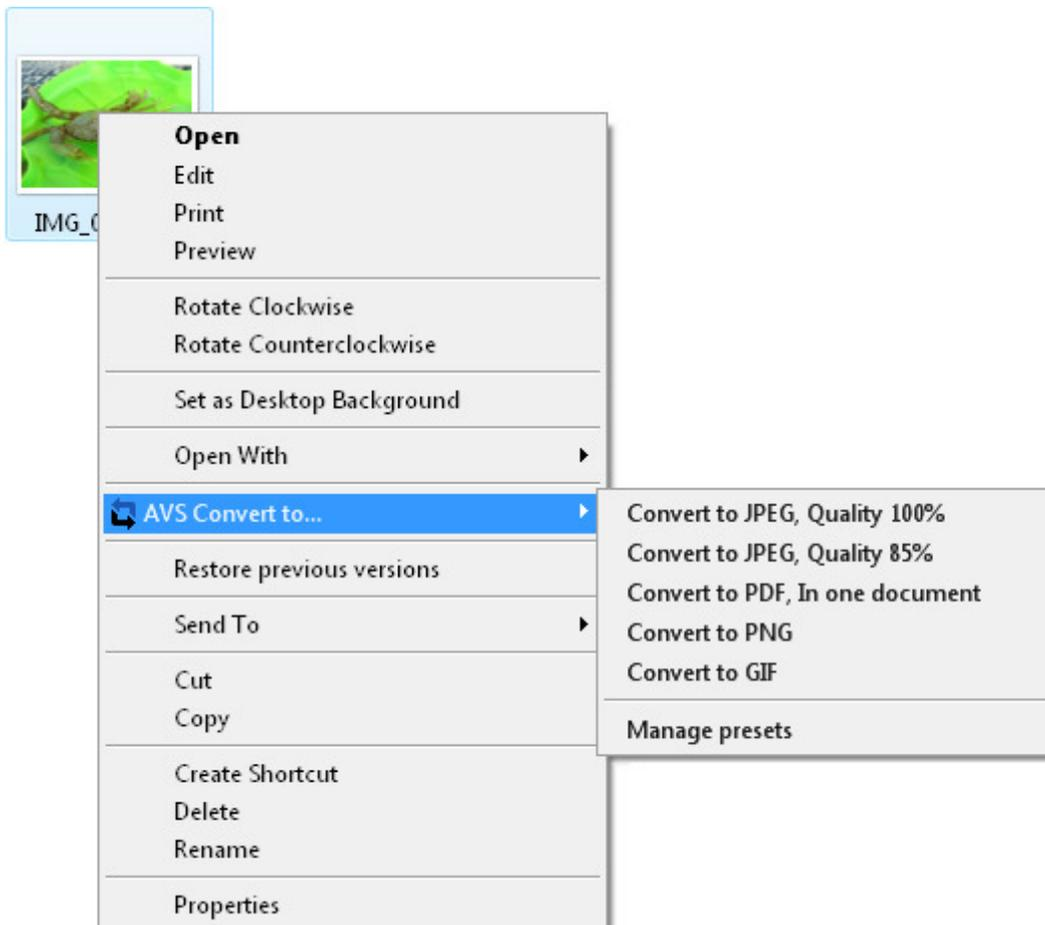 IMG_0
Open
Edit
Print
Preview
Rotate Clockwise
Rotate Counterclockwise
Set as Desktop Background
Open With
AVS Convert to...
Restore previous versions
Send To
Cut
Copy
Create Shortcut
Delete
Rename
Properties
Convert to JPEG, Quality 100%
Convert to JPEG, Quality 85%
Convert to PDF, In one document
Convert to PNG
Convert to GIF
Manage presets